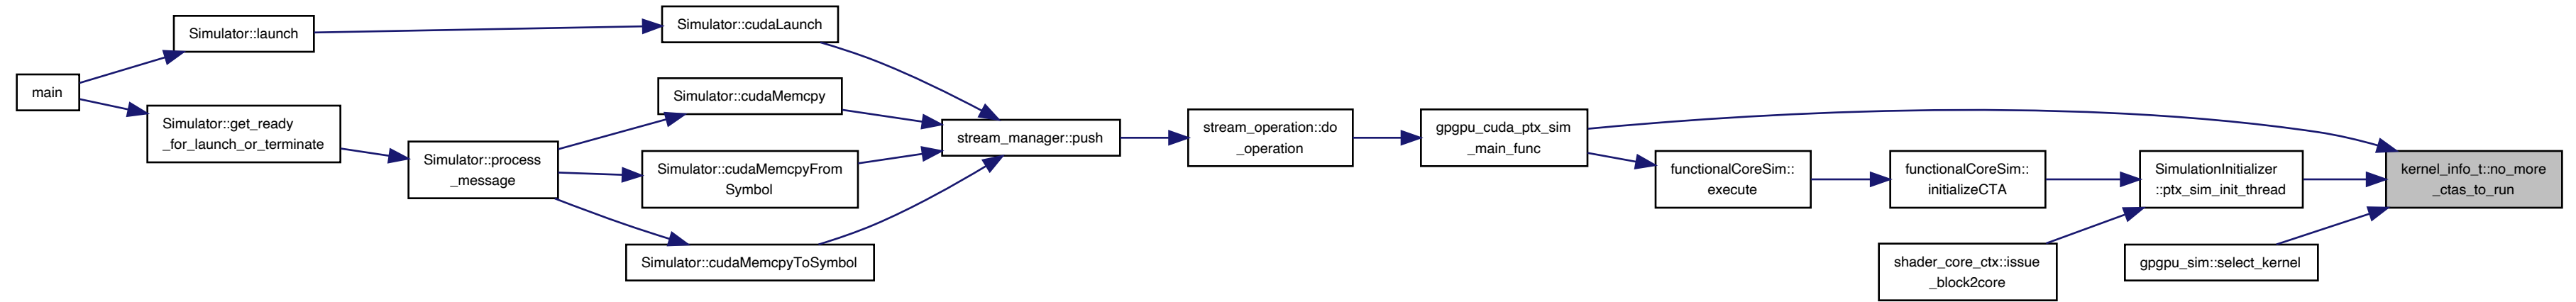 main
Simulator::launch
Simulator::get_ready
_for_launch_or_terminate
Simulator::process
_message
Simulator::cudaLaunch
Simulator::cudaMemcpy
Simulator::cudaMemcpyFrom
Symbol
Simulator::cudaMemcpyToSymbol
stream_manager::push
stream_operation::do
_operation
gpgpu_cuda_ptx_sim
_main_func
functionalCoreSim::
execute
functionalCoreSim::
initializeCTA
SimulationInitializer
::ptx_sim_init_thread
shader_core_ctx::issue
_block2core
gpgpu_sim::select_kernel
kernel_info_t::no_more
_ctas_to_run